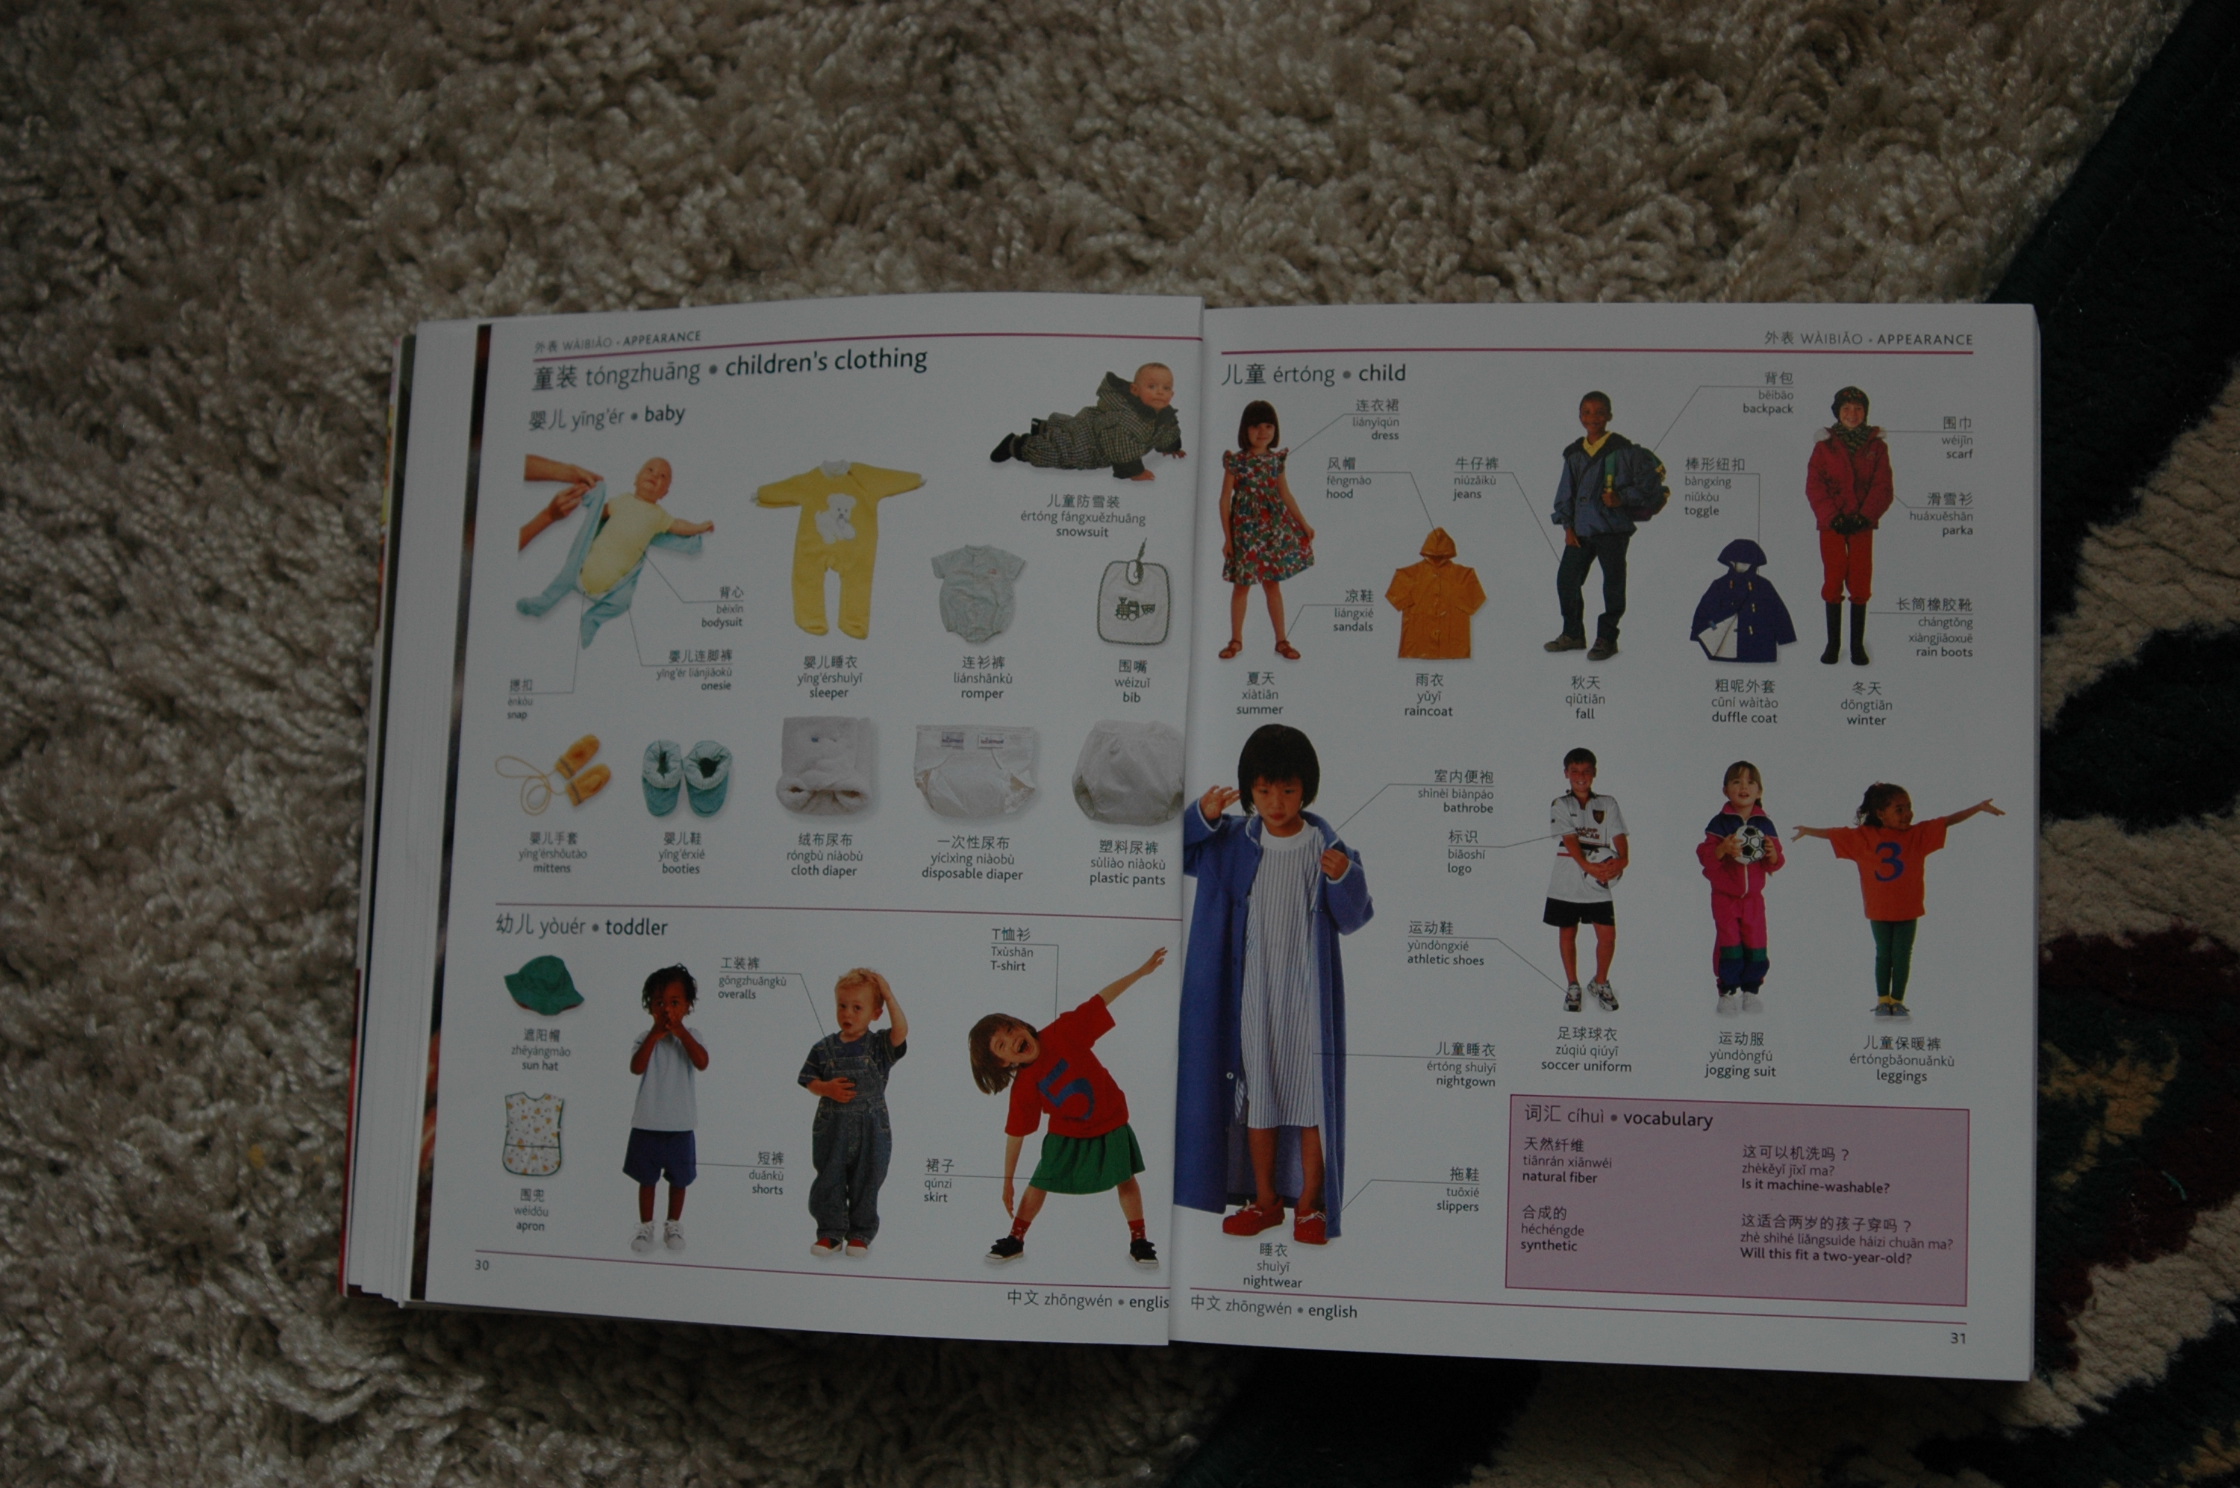 外表 WÀIBIǍO • APPEARANCE
童装 tóngzhuāng • children's clothing
婴儿 yīng'ér • baby
背心
bèixīn
bodysuit
婴儿连脚裤
yīng'ér liánjiǎokù
onesie
摁扣
ènkòu
snap
婴儿睡衣
yīng'érshuìyī
sleeper
儿童防雪装
értóng fángxuězhuāng
snowsuit
连衫裤
liánshānkù
romper
围嘴
wéizuǐ
bib
婴儿手套
yīng'érshǒutào
mittens
婴儿鞋
yīng'érxié
booties
绒布尿布
róngbù niàobù
cloth diaper
一次性尿布
yīcìxìng niàobù
disposable diaper
塑料尿裤
sùliào niàokù
plastic pants
幼儿 yòuér • toddler
遮阳帽
zhēyángmào
sun hat
围兜
wéidōu
apron
工装裤
gōngzhuāngkù
overalls
短裤
duǎnkù
shorts
T恤衫
Txùshān
T-shirt
裙子
qúnzi
skirt
5
30
中文 zhōngwén • englis
外表 WÀIBIǍO • APPEARANCE
儿童 értóng • child
连衣裙
liányīqún
dress
风帽
fēngmào
hood
凉鞋
liángxié
sandals
夏天
xiàtiān
summer
雨衣
yǔyī
raincoat
牛仔裤
niúzǎikù
jeans
背包
bēibāo
backpack
秋天
qiūtiān
fall
棒形纽扣
bàngxíng
niǔkòu
toggle
粗呢外套
cūní wàitào
duffle coat
围巾
wéijīn
scarf
滑雪衫
huáxuěshān
parka
长筒橡胶靴
chángtǒng
xiàngjiāoxuē
rain boots
冬天
dōngtiān
winter
室内便袍
shìnèi biànpáo
bathrobe
标识
biāoshí
logo
运动鞋
yùndòngxié
athletic shoes
儿童睡衣
értóng shuìyī
nightgown
拖鞋
tuōxié
slippers
睡衣
shuìyī
nightwear
足球球衣
zúqiú qiúyī
soccer uniform
运动服
yùndòngfú
jogging suit
3
儿童保暖裤
értóngbǎonuǎnkù
leggings
词汇 cíhuì • vocabulary
天然纤维
tiānrán xiānwéi
natural fiber
合成的
héchéngde
synthetic
这可以机洗吗？
zhèkěyǐ jīxǐ ma?
Is it machine-washable?
这适合两岁的孩子穿吗？
zhè shìhé liǎngsuìde háizi chuān ma?
Will this fit a two-year-old?
中文 zhōngwén • english
31